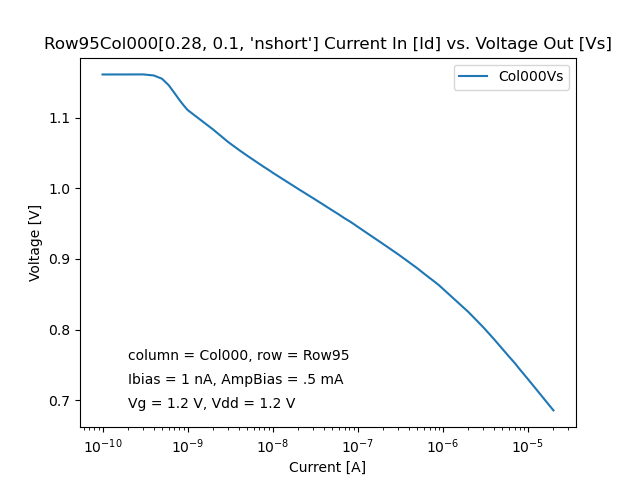 Row95Col000[0.28, 0.1, 'nshort'] Current In [Id] vs. Voltage Out [Vs]
Col000Vs
Voltage [V]
1.1
1.0
0.9
0.8
0.7
column = Col000, row = Row95
Ibias = 1 nA, AmpBias = .5 mA
Vg = 1.2 V, Vdd = 1.2 V
10⁻¹⁰ 10⁻⁹ 10⁻⁸ 10⁻⁷ 10⁻⁶ 10⁻⁵
Current [A]